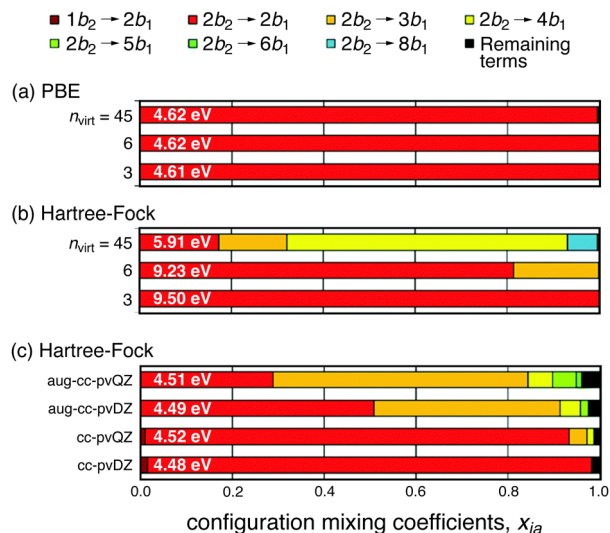 1b₂→2b₁ 2b₂→2b₁ 2b₂→3b₁ 2b₂→4b₁
2b₂→5b₁ 2b₂→6b₁ 2b₂→8b₁ Remaining
terms
(a) PBE
nvirt = 45 4.62 eV
6 4.62 eV
3 4.61 eV
(b) Hartree-Fock
nvirt = 45 5.91 eV
6 9.23 eV
3 9.50 eV
(c) Hartree-Fock
aug-cc-pvQZ 4.51 eV
aug-cc-pvDZ 4.49 eV
cc-pvQZ 4.52 eV
cc-pvDZ 4.48 eV
0.0 0.2 0.4 0.6 0.8 1.0
configuration mixing coefficients, xia